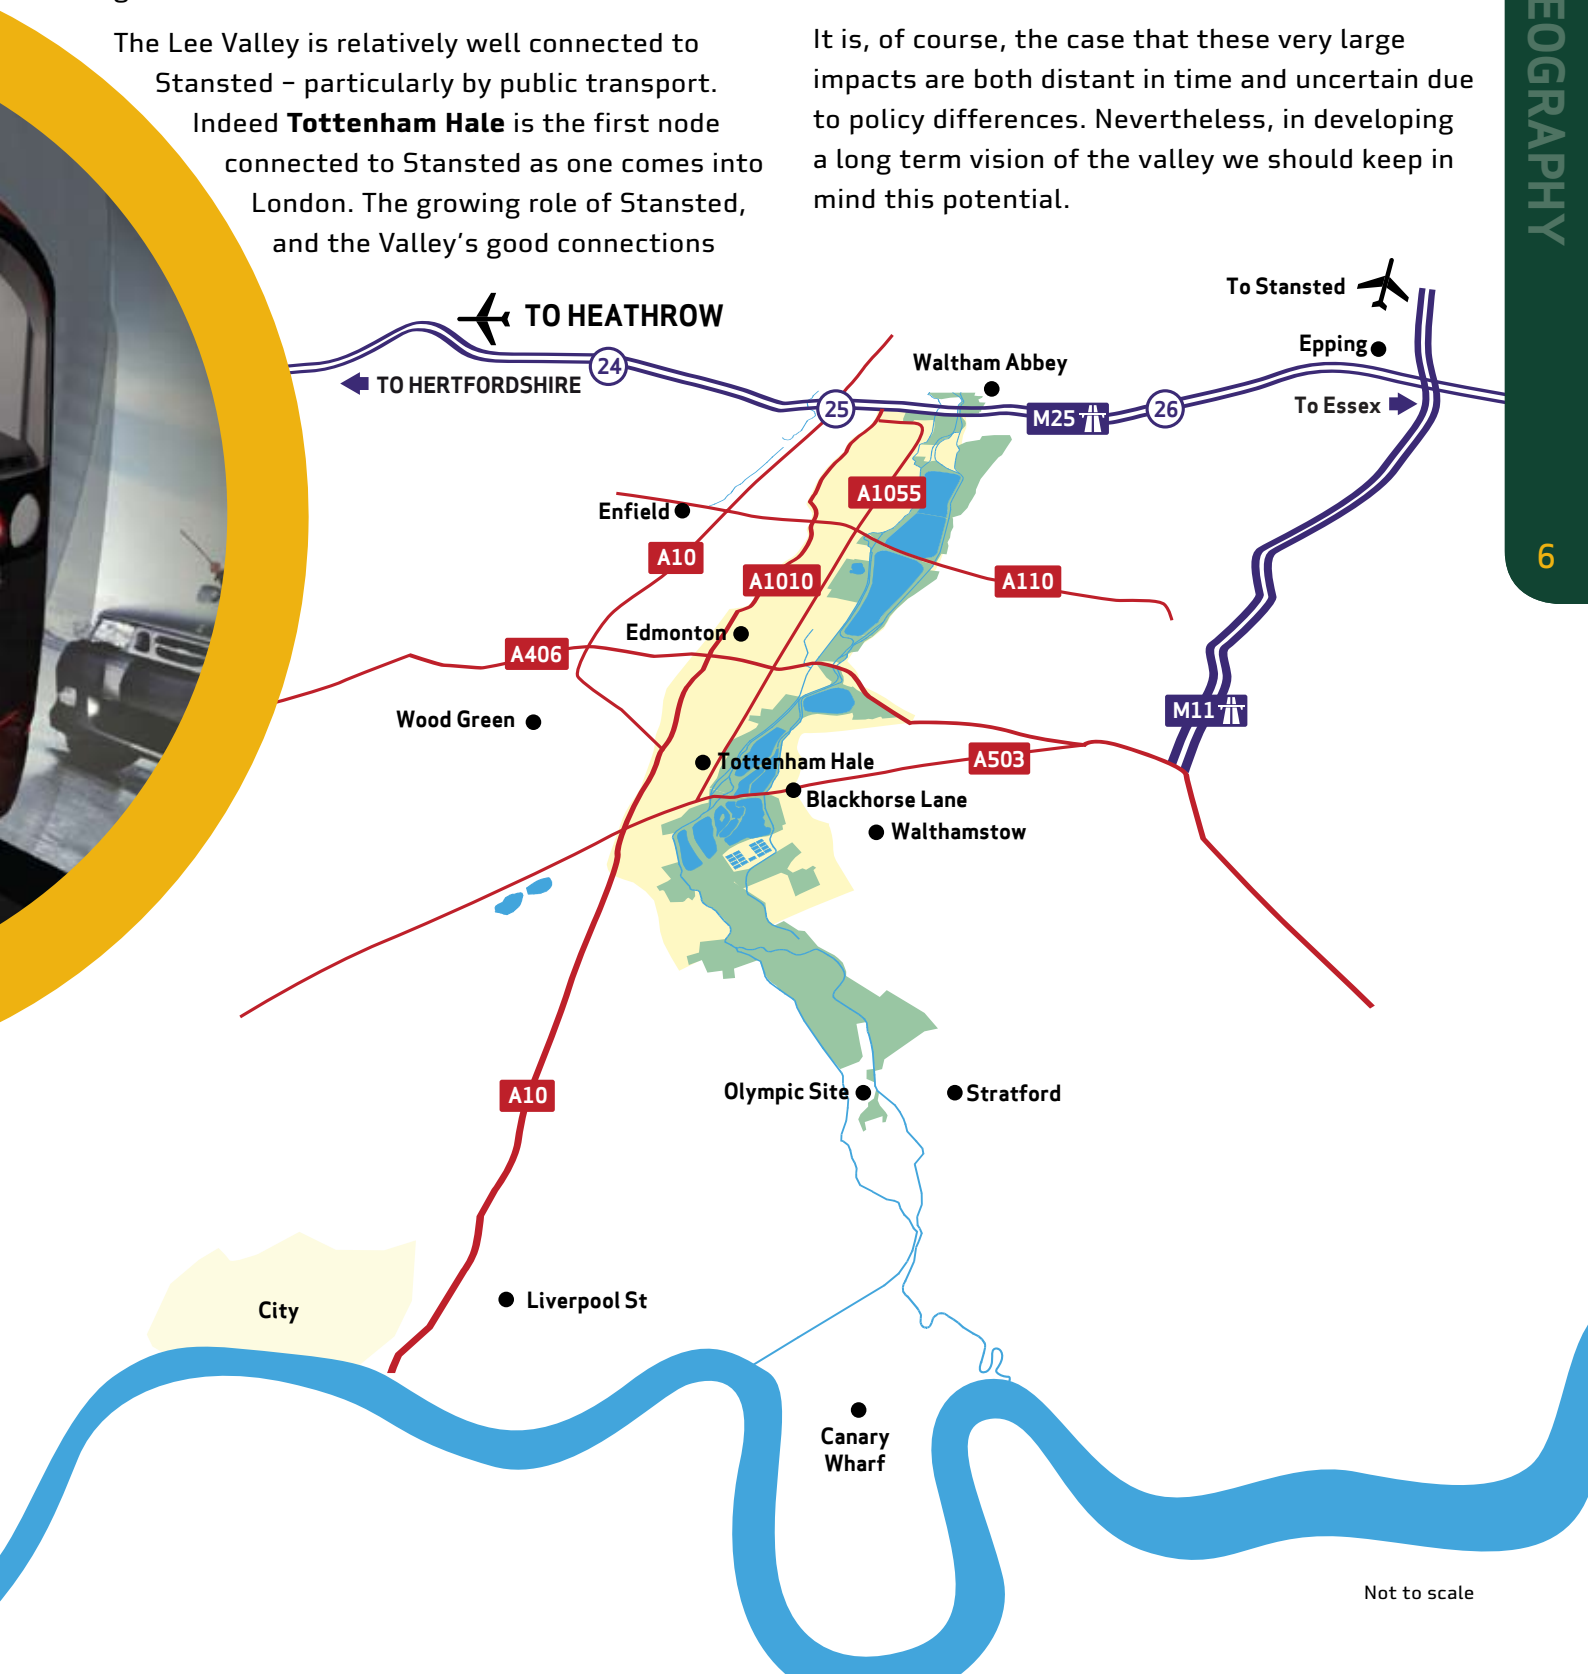 The Lee Valley is relatively well connected to
Stansted – particularly by public transport.
Indeed Tottenham Hale is the first node
connected to Stansted as one comes into
London. The growing role of Stansted,
and the Valley's good connections
It is, of course, the case that these very large
impacts are both distant in time and uncertain due
to policy differences. Nevertheless, in developing
a long term vision of the valley we should keep in
mind this potential.
EOGRAPHY
6
To Stansted
TO HEATHROW
Epping
Waltham Abbey
24
TO HERTFORDSHIRE
25
M25
26
To Essex
A1055
Enfield
A10
A1010
A110
Edmonton
A406
Wood Green
M11
Tottenham Hale
A503
Blackhorse Lane
Walthamstow
Olympic Site
Stratford
A10
City
Liverpool St
Canary
Wharf
Not to scale